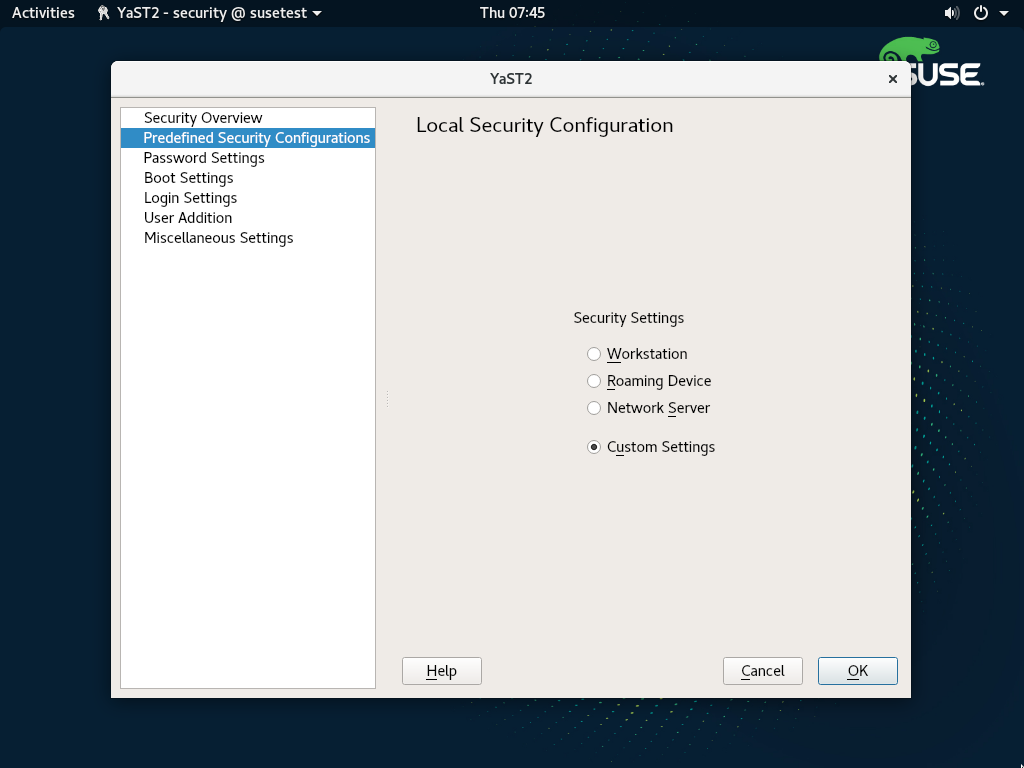 Activities YaST2 - security @ susetest Thu 07:45
SUSE
YaST2
Security Overview
Predefined Security Configurations
Password Settings
Boot Settings
Login Settings
User Addition
Miscellaneous Settings
Local Security Configuration
Security Settings
Workstation
Roaming Device
Network Server
Custom Settings
Help Cancel OK